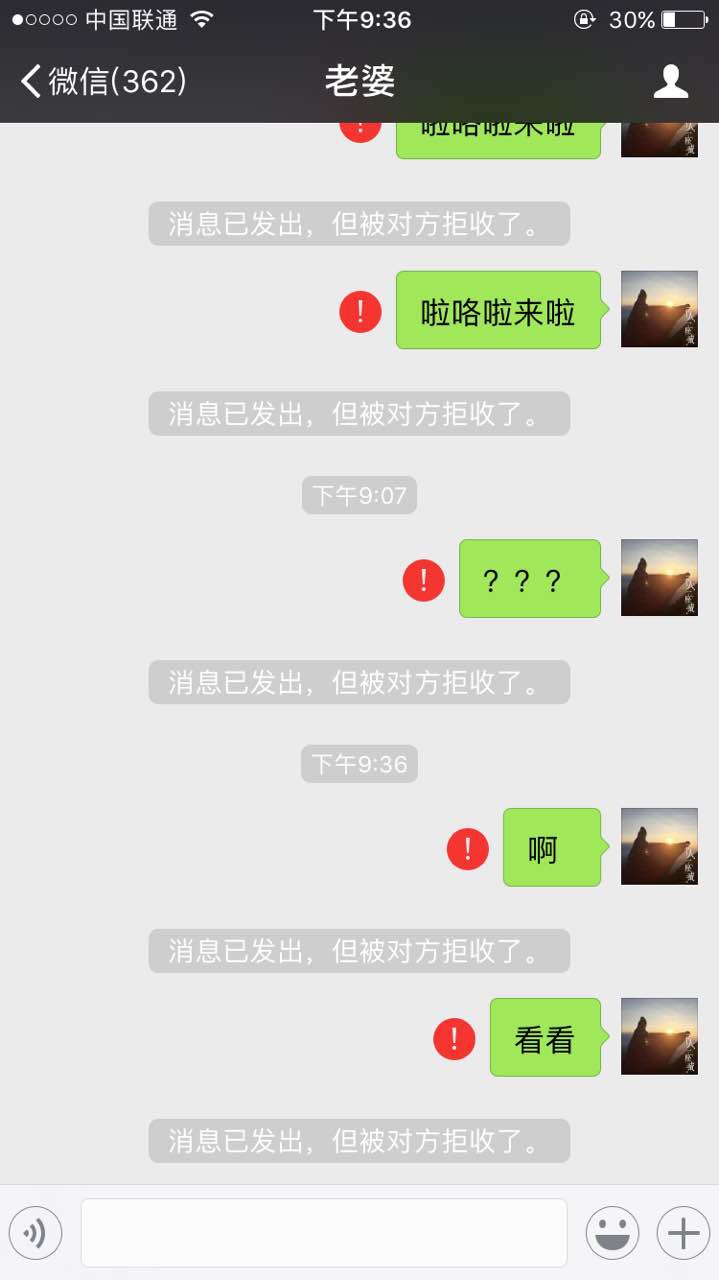 中国联通 下午9:36 30%
微信(362) 老婆
啦咯啦来啦
消息已发出，但被对方拒收了。
啦咯啦来啦
消息已发出，但被对方拒收了。
下午9:07
？？？
消息已发出，但被对方拒收了。
下午9:36
啊
消息已发出，但被对方拒收了。
看看
消息已发出，但被对方拒收了。